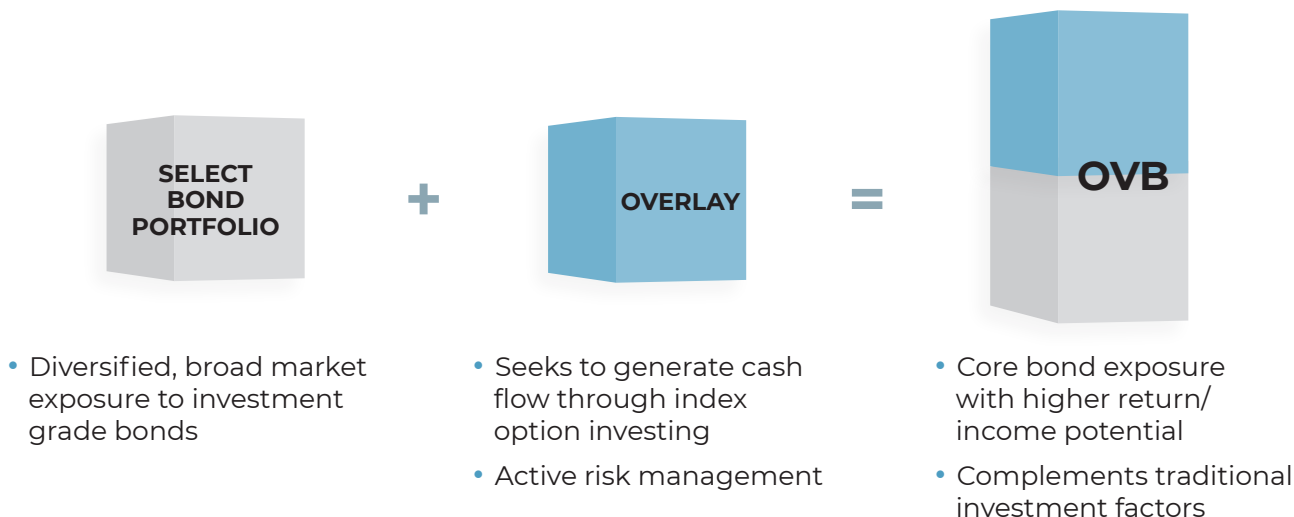 SELECT
BOND
PORTFOLIO
+
OVERLAY
=
OVB
• Diversified, broad market
exposure to investment
grade bonds
• Seeks to generate cash
flow through index
option investing
• Active risk management
• Core bond exposure
with higher return/
income potential
• Complements traditional
investment factors